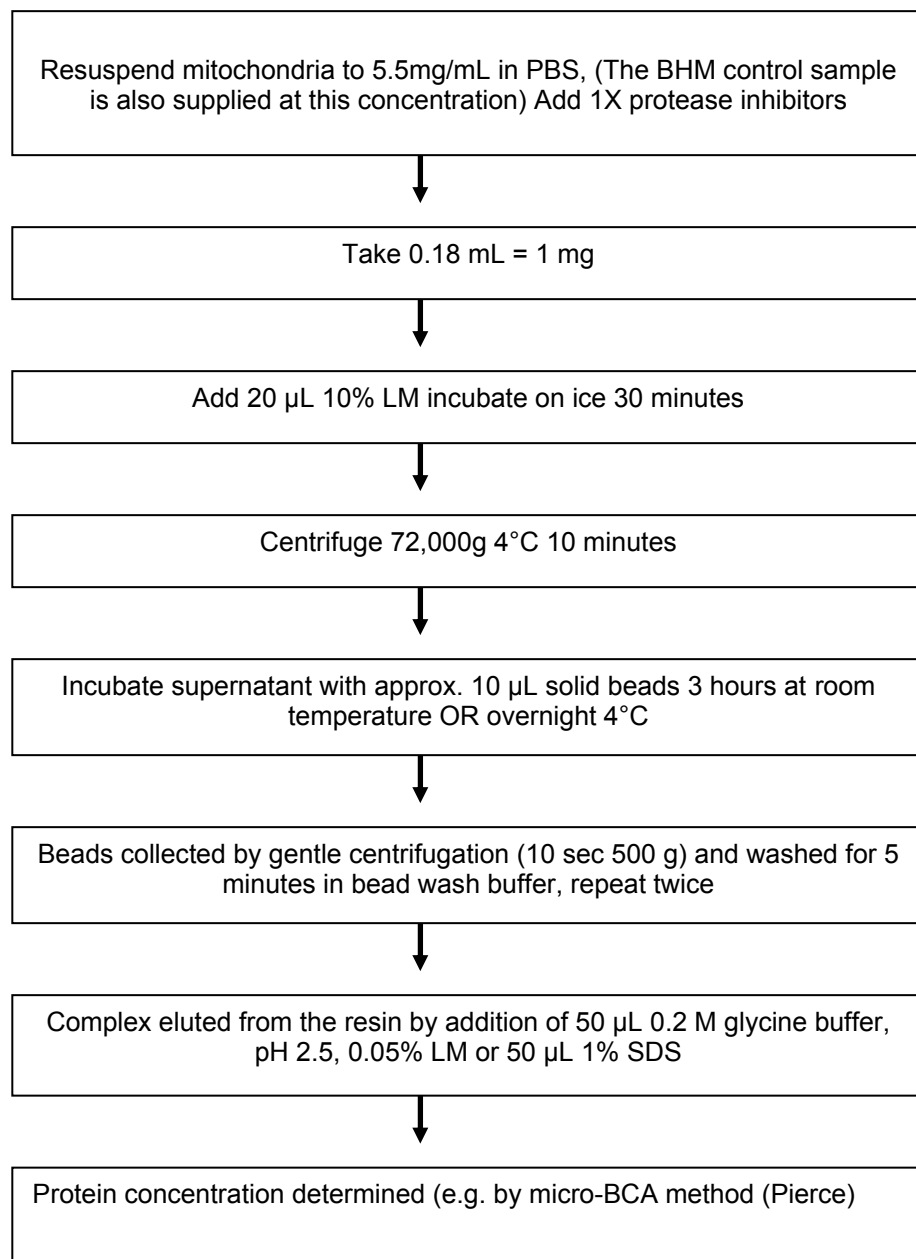 Resuspend mitochondria to 5.5mg/mL in PBS, (The BHM control sample
is also supplied at this concentration) Add 1X protease inhibitors
Take 0.18 mL = 1 mg
Add 20 µL 10% LM incubate on ice 30 minutes
Centrifuge 72,000g 4°C 10 minutes
Incubate supernatant with approx. 10 µL solid beads 3 hours at room
temperature OR overnight 4°C
Beads collected by gentle centrifugation (10 sec 500 g) and washed for 5
minutes in bead wash buffer, repeat twice
Complex eluted from the resin by addition of 50 µL 0.2 M glycine buffer,
pH 2.5, 0.05% LM or 50 µL 1% SDS
Protein concentration determined (e.g. by micro-BCA method (Pierce)